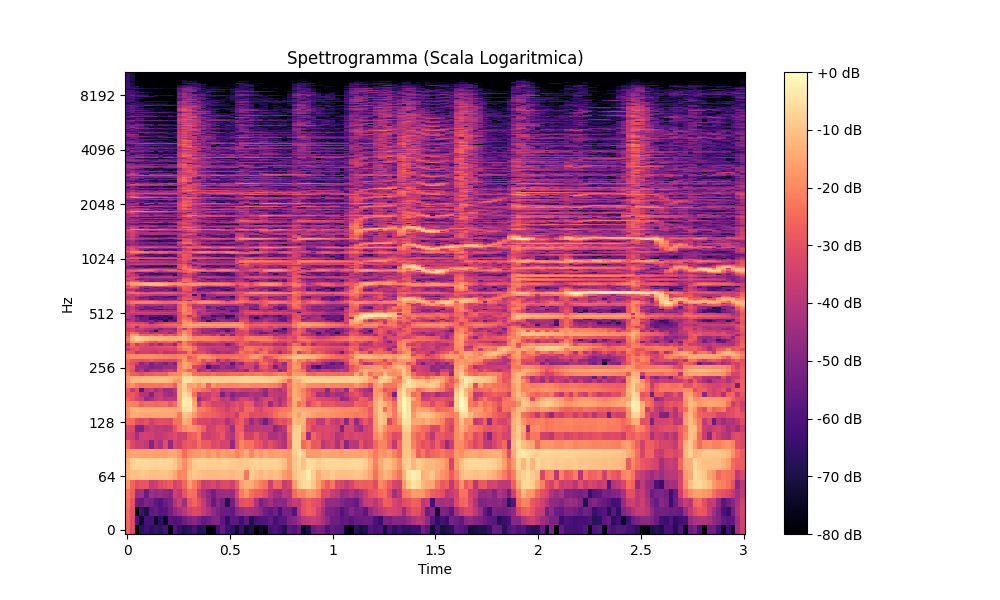 Spettrogramma (Scala Logaritmica)
Hz
8192
4096
2048
1024
512
256
128
64
0
0 0.5 1 1.5 2 2.5 3
Time
+0 dB
-10 dB
-20 dB
-30 dB
-40 dB
-50 dB
-60 dB
-70 dB
-80 dB